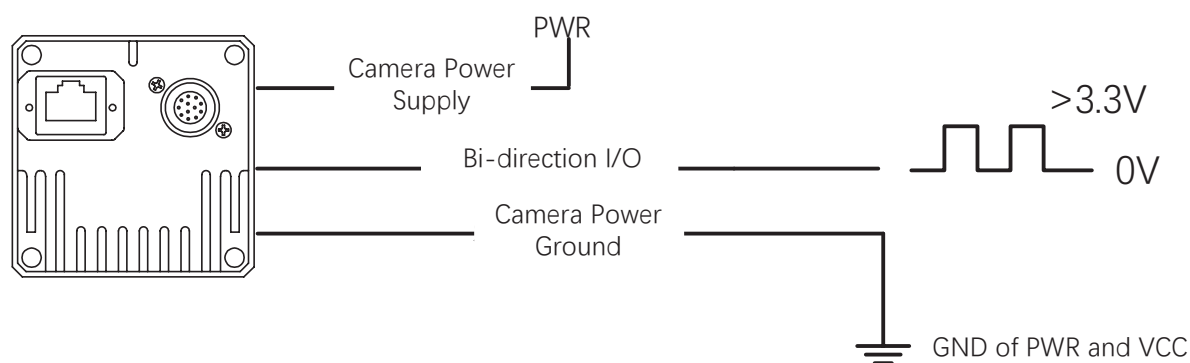 PWR
Camera Power
Supply
>3.3V
Bi-direction I/O
0V
Camera Power
Ground
GND of PWR and VCC